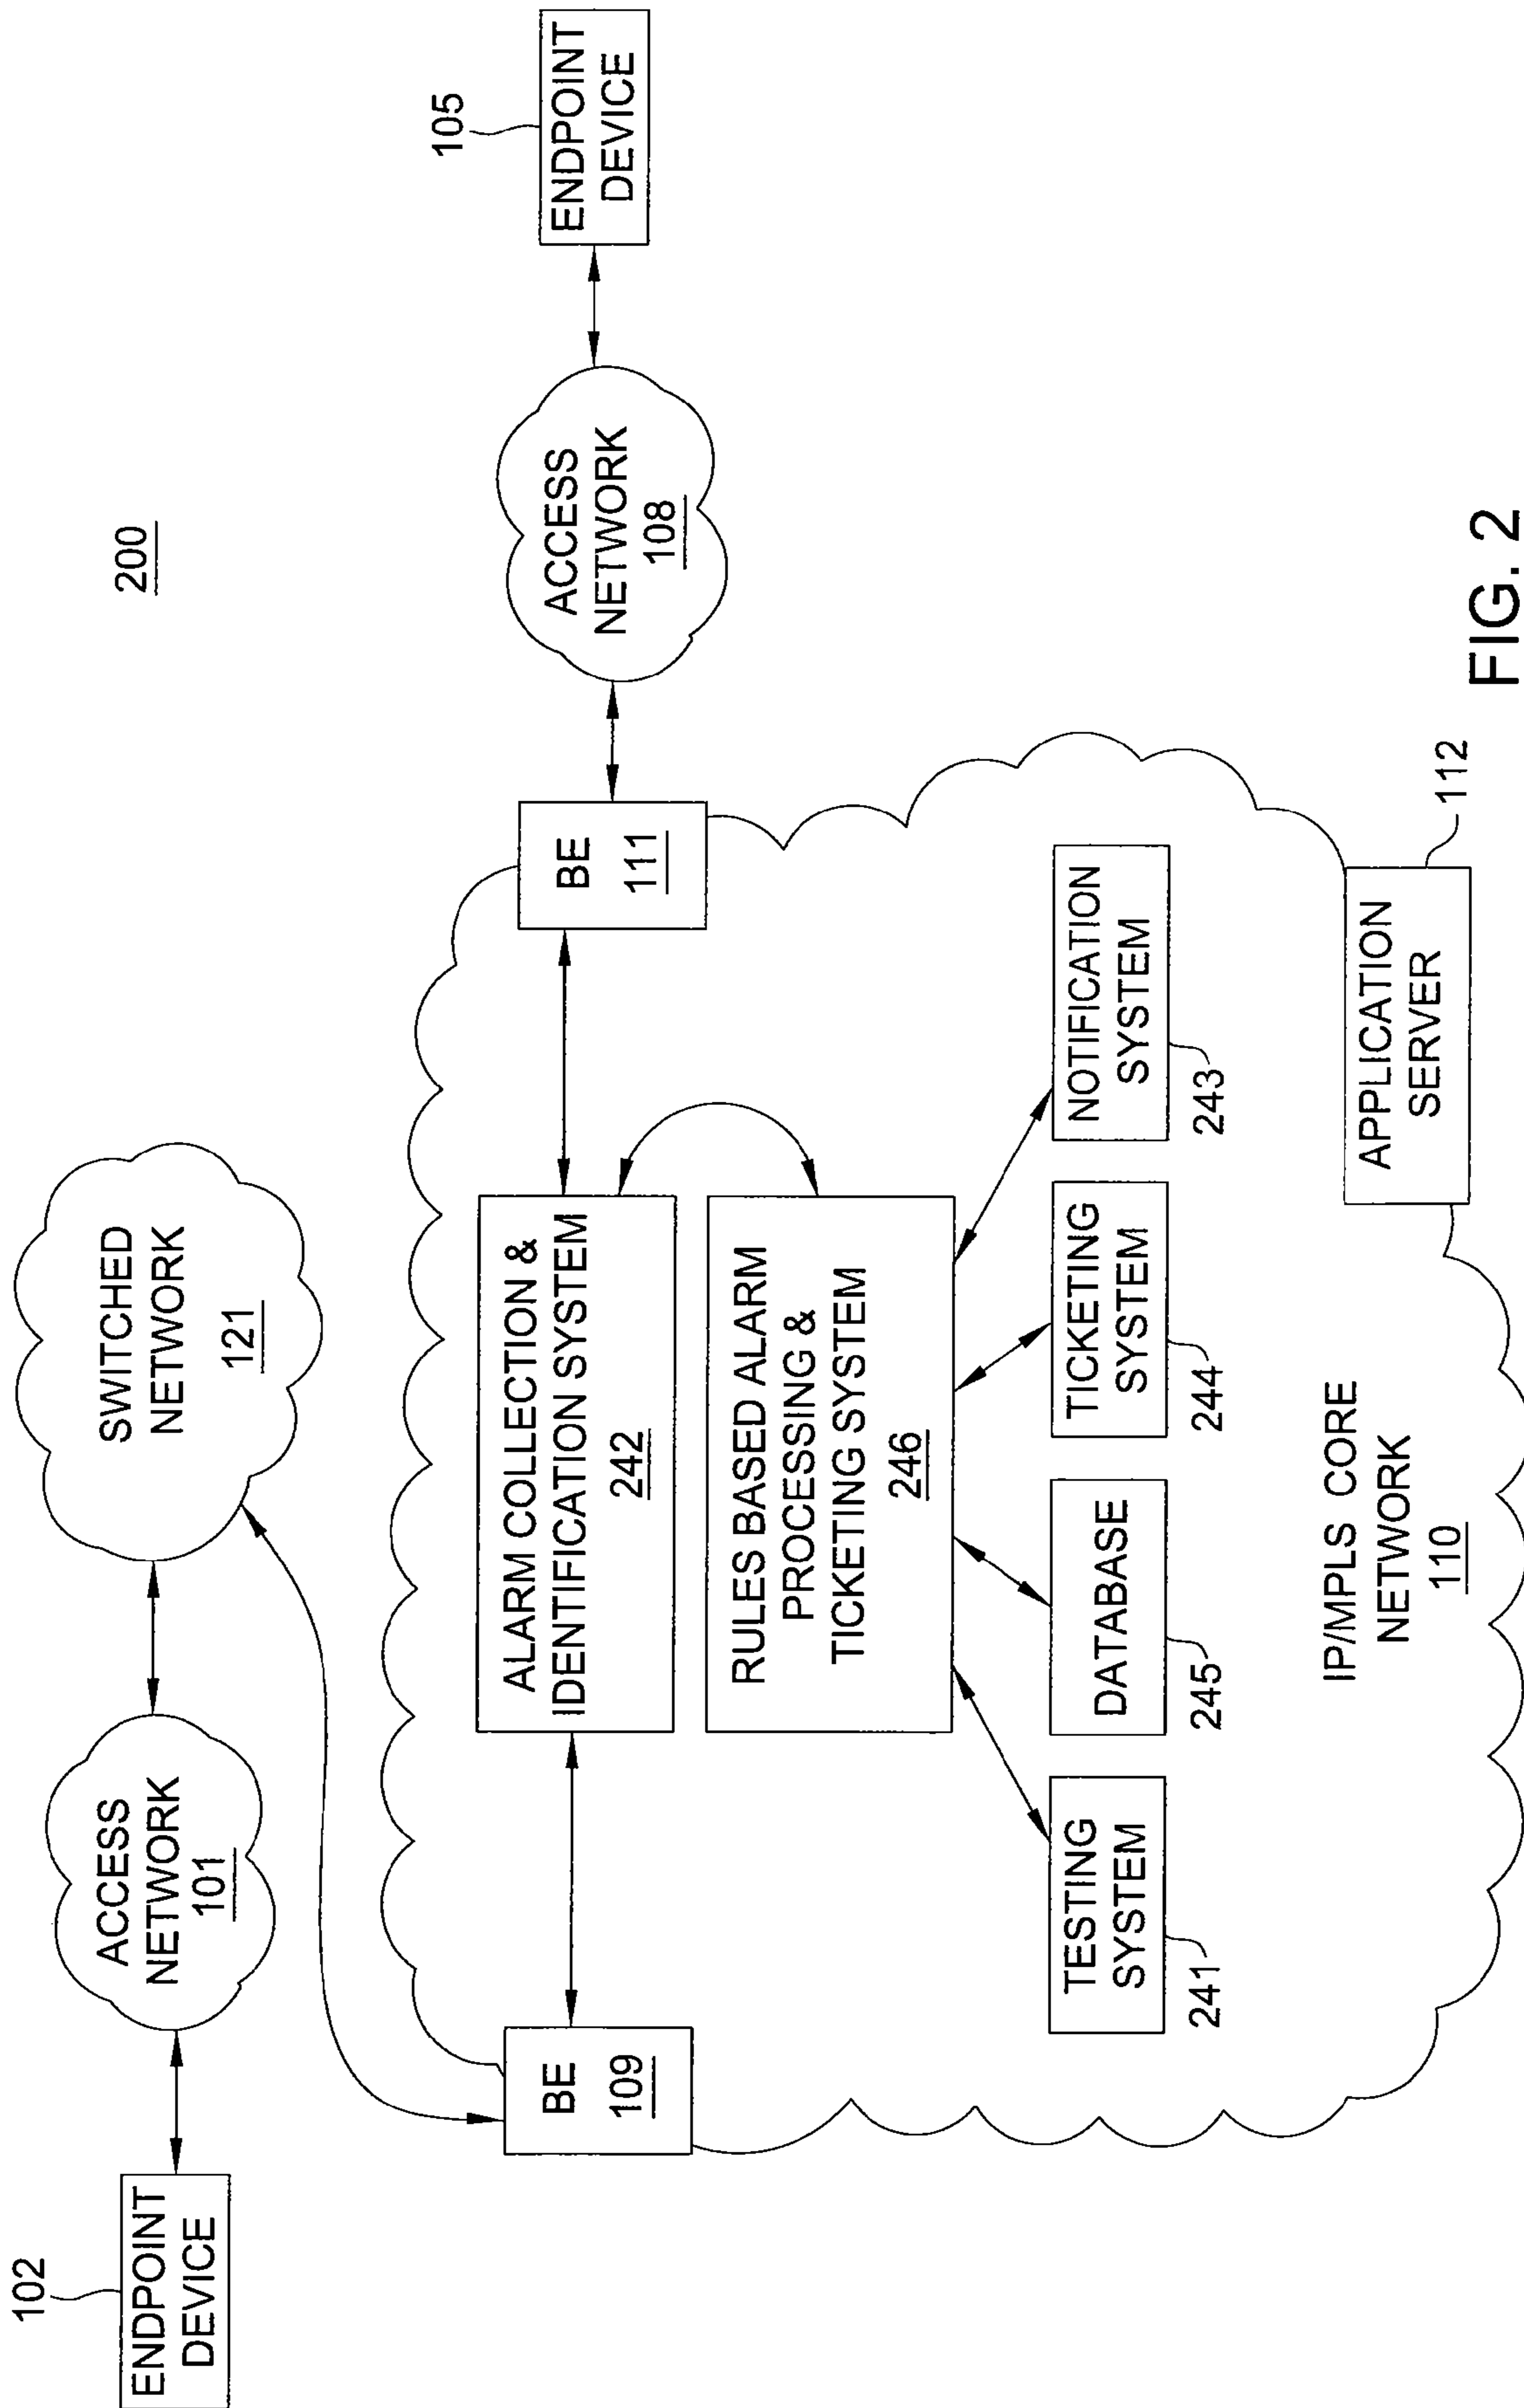 200
102
ENDPOINT
DEVICE
ACCESS
NETWORK
101
SWITCHED
NETWORK
121
105
ENDPOINT
DEVICE
ACCESS
NETWORK
108
BE
109
ALARM COLLECTION &
IDENTIFICATION SYSTEM
242
BE
111
RULES BASED ALARM
PROCESSING &
TICKETING SYSTEM
246
TESTING
SYSTEM
241
DATABASE
245
TICKETING
SYSTEM
244
NOTIFICATION
SYSTEM
243
IP/MPLS CORE
NETWORK
110
APPLICATION
SERVER
112
FIG. 2